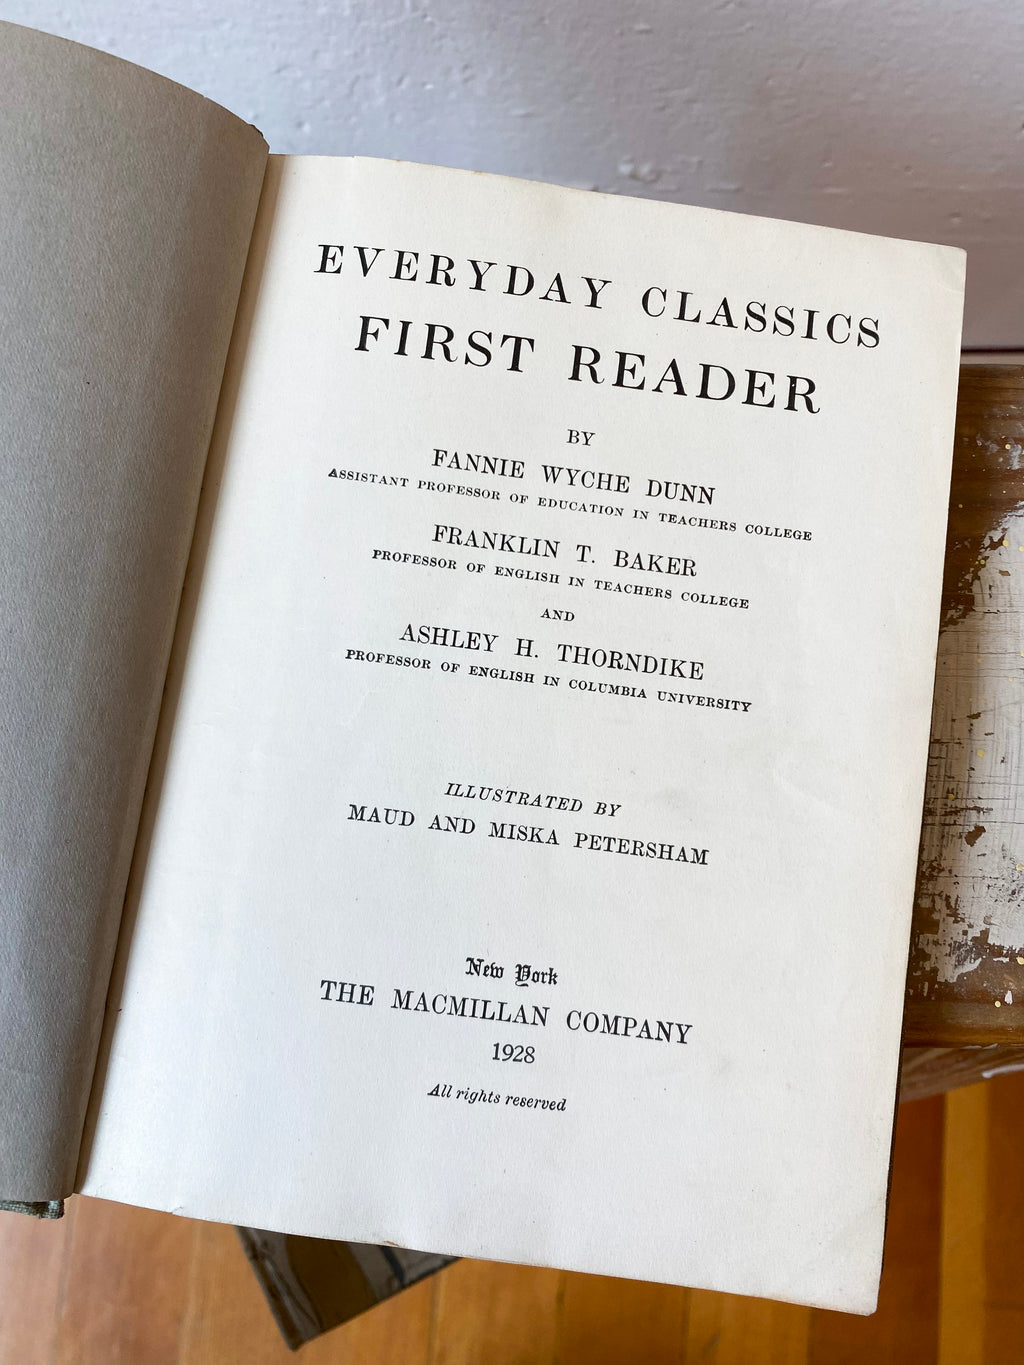 EVERYDAY CLASSICS
FIRST READER
BY
FANNIE WYCHE DUNN
ASSISTANT PROFESSOR OF EDUCATION IN TEACHERS COLLEGE
FRANKLIN T. BAKER
PROFESSOR OF ENGLISH IN TEACHERS COLLEGE
AND
ASHLEY H. THORNDIKE
PROFESSOR OF ENGLISH IN COLUMBIA UNIVERSITY
ILLUSTRATED BY
MAUD AND MISKA PETERSHAM
New York
THE MACMILLAN COMPANY
1928
All rights reserved